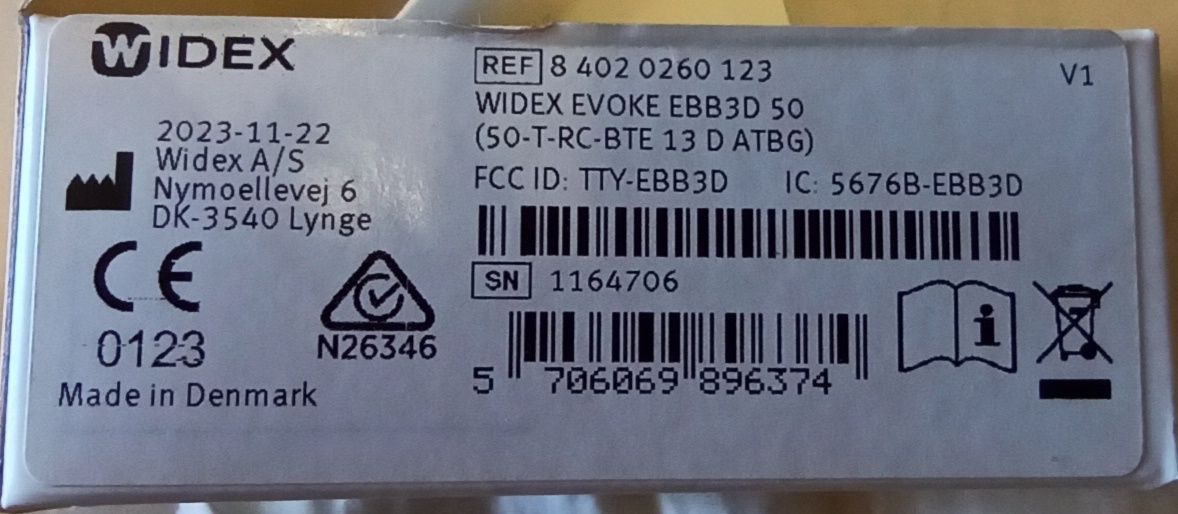 WIDEX
2023-11-22
Widex A/S
Nymoellevej 6
DK-3540 Lynge
CE
0123
N26346
Made in Denmark
REF 8 402 0260 123
V1
WIDEX EVOKE EBB3D 50
(50-T-RC-BTE 13 D ATBG)
FCC ID: TTY-EBB3D IC: 5676B-EBB3D
SN 1164706
5 706069 896374